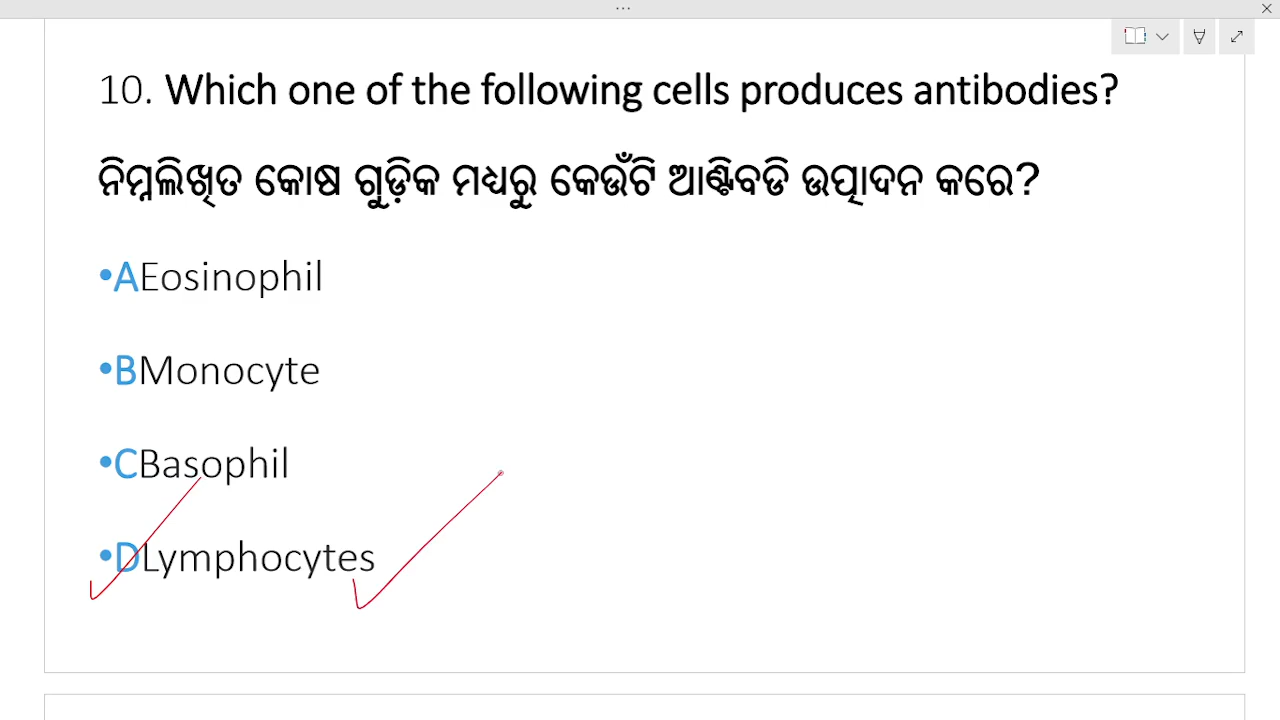 10. Which one of the following cells produces antibodies?
ନିମ୍ନଲିଖିତ କୋଷ ଗୁଡ଼ିକ ମଧ୍ୟରୁ କେଉଁଟି ଆଣ୍ଟିବଡି ଉତ୍ପାଦନ କରେ?
•AEosinophil
•BMonocyte
•CBasophil
•DLymphocytes